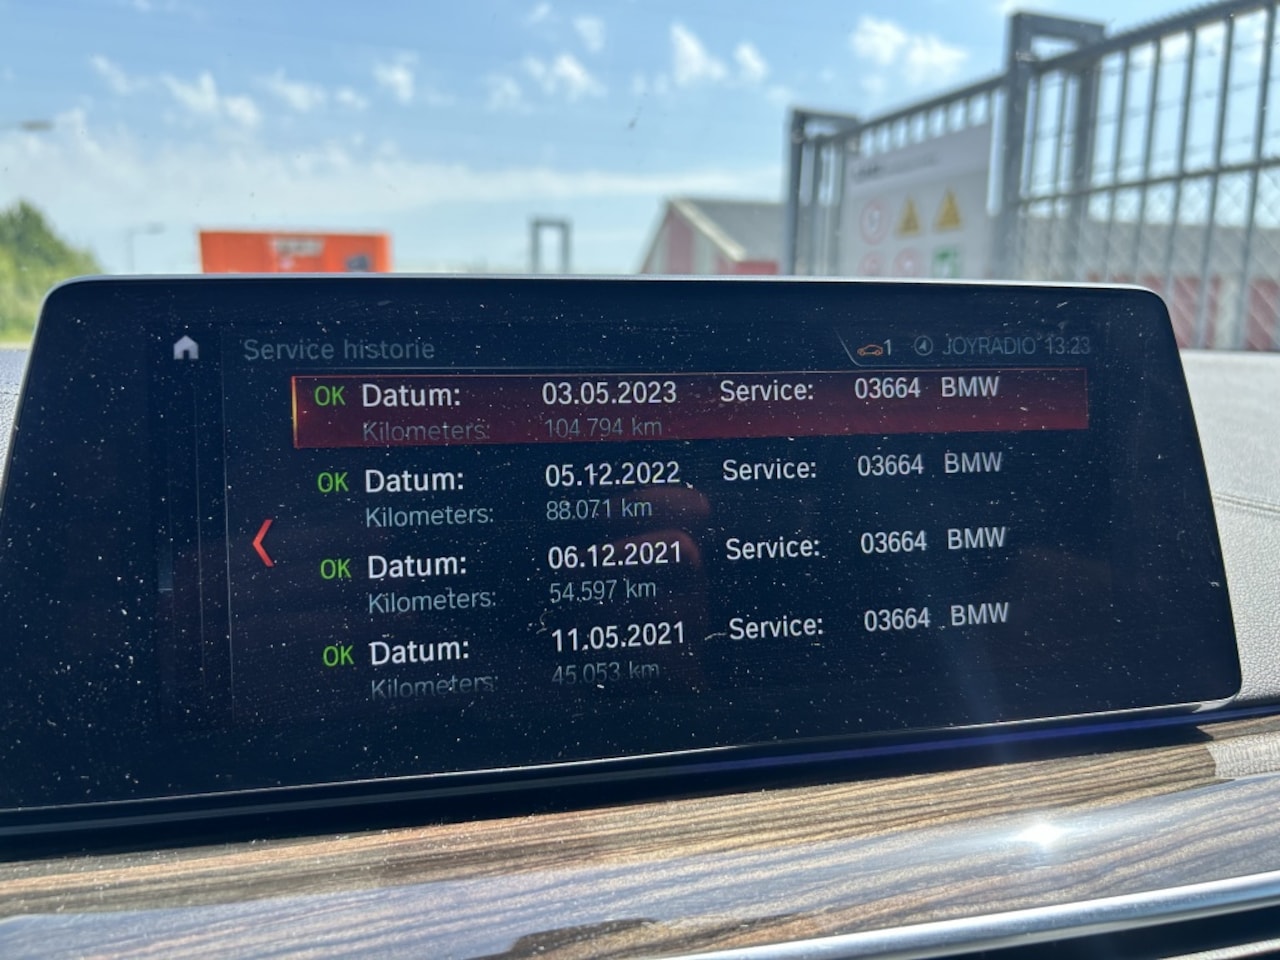 Service historie
1 JOYRADIO 13:23
OK Datum: 03.05.2023 Service: 03664 BMW
Kilometers: 104.794 km
OK Datum: 05.12.2022 Service: 03664 BMW
Kilometers: 88.071 km
OK Datum: 06.12.2021 Service: 03664 BMW
Kilometers: 54.597 km
OK Datum: 11.05.2021 Service: 03664 BMW
Kilometers: 45.053 km